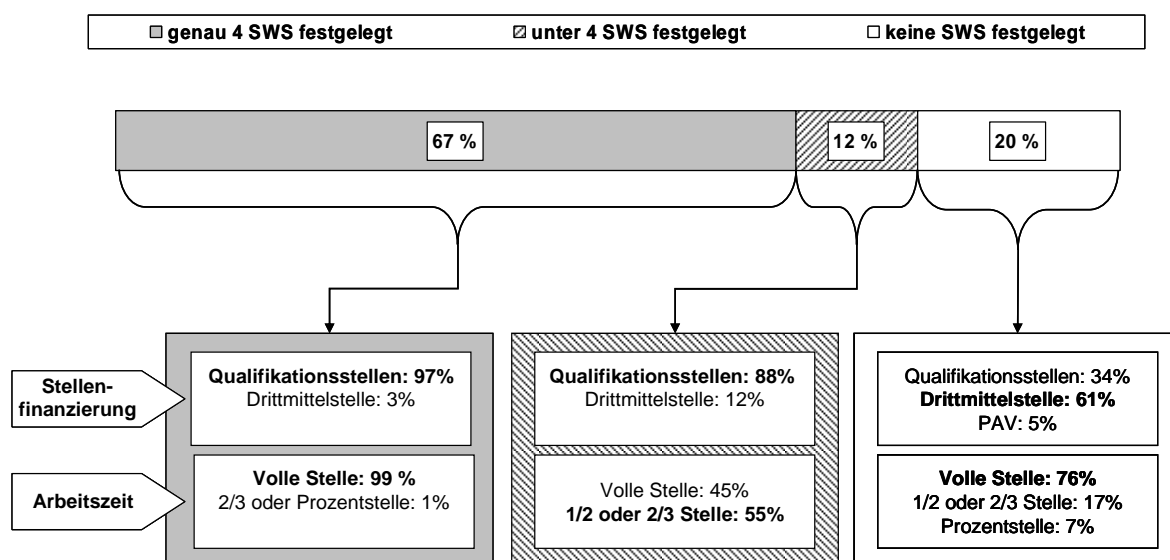 genau 4 SWS festgelegt
unter 4 SWS festgelegt
keine SWS festgelegt
67 %
12 %
20 %
Stellen-
finanzierung
Qualifikationsstellen: 97%
Drittmittelstelle: 3%
Qualifikationsstellen: 88%
Drittmittelstelle: 12%
Qualifikationsstellen: 34%
Drittmittelstelle: 61%
PAV: 5%
Arbeitszeit
Volle Stelle: 99 %
2/3 oder Prozentstelle: 1%
Volle Stelle: 45%
1/2 oder 2/3 Stelle: 55%
Volle Stelle: 76%
1/2 oder 2/3 Stelle: 17%
Prozentstelle: 7%